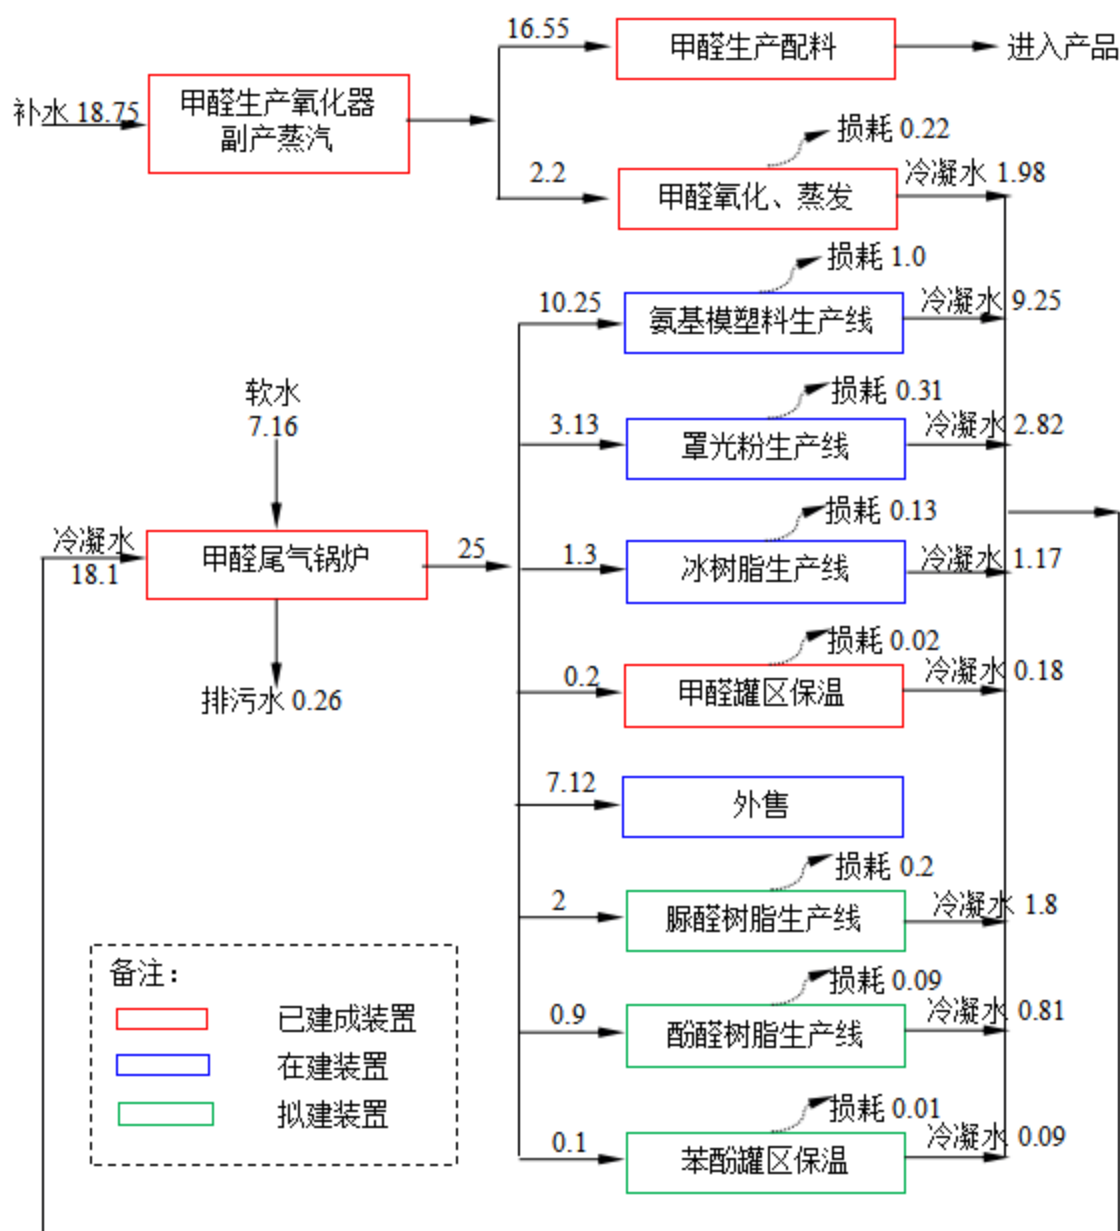 16.55
甲醛生产配料
进入产品
补水 18.75
甲醛生产氧化器
副产蒸汽
损耗 0.22
2.2
甲醛氧化、蒸发
冷凝水 1.98
损耗 1.0
10.25
氨基模塑料生产线
冷凝水 9.25
软水
7.16
损耗 0.31
3.13
罩光粉生产线
冷凝水 2.82
损耗 0.13
冷凝水
18.1
甲醛尾气锅炉
25
1.3
冰树脂生产线
冷凝水 1.17
损耗 0.02
0.2
甲醛罐区保温
冷凝水 0.18
排污水 0.26
7.12
外售
损耗 0.2
2
脲醛树脂生产线
冷凝水 1.8
损耗 0.09
0.9
酚醛树脂生产线
冷凝水 0.81
损耗 0.01
0.1
苯酚罐区保温
冷凝水 0.09
备注：
已建成装置
在建装置
拟建装置